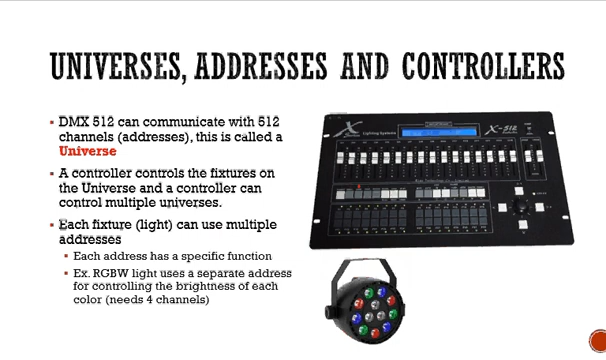 UNIVERSES, ADDRESSES AND CONTROLLERS
▪ DMX 512 can communicate with 512
channels (addresses), this is called a
Universe
▪ A controller controls the fixtures on
the Universe and a controller can
control multiple universes.
▪ Each fixture (light) can use multiple
addresses
▪ Each address has a specific function
▪ Ex. RGBW light uses a separate address
for controlling the brightness of each
color (needs 4 channels)
X Lighting Systems
X-512